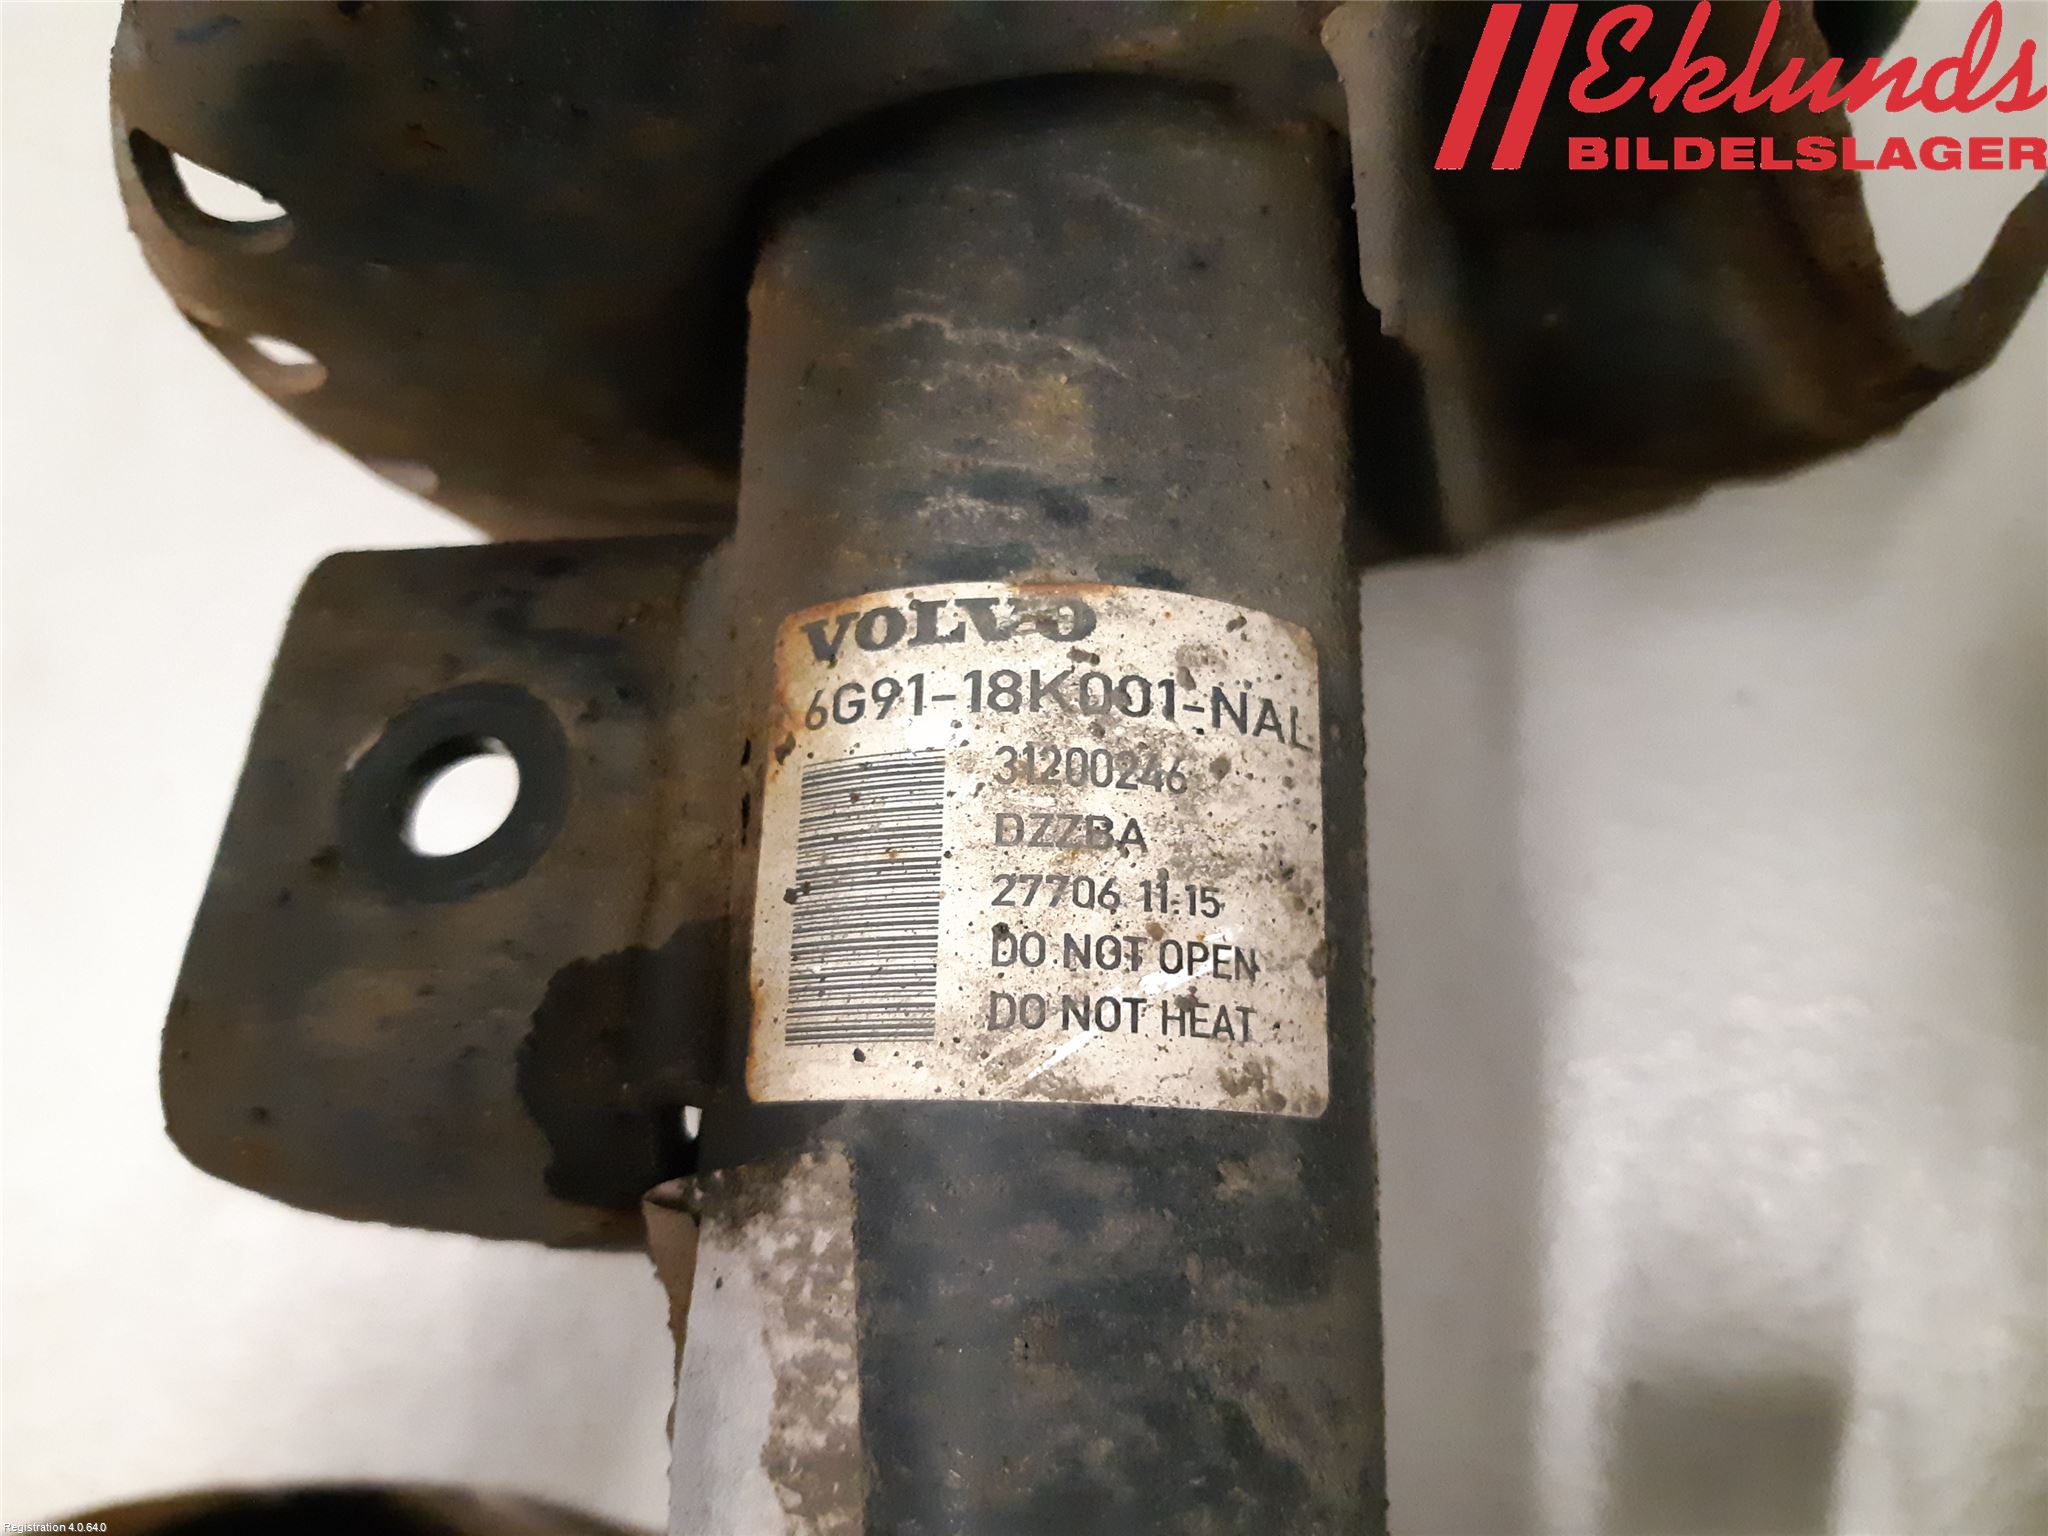 Eklunds
BILDELSLAGER
VOLVO
6G91-18K001-NAL
31200246
DZZBA
27706 11:15
DO NOT OPEN
DO NOT HEAT
Registration 4.0.64.0